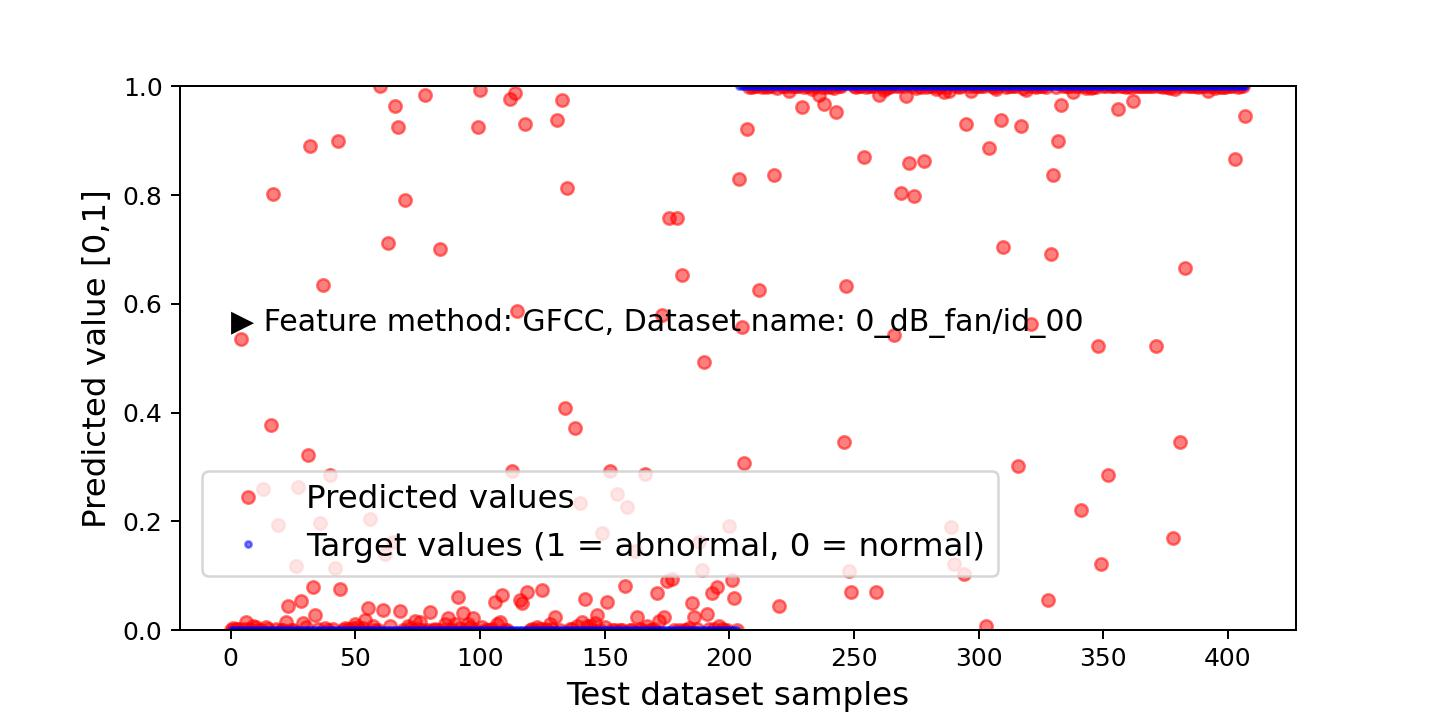 1.0
0.8
0.6
0.4
0.2
0.0
Predicted value [0,1]
▶ Feature method: GFCC, Dataset name: 0_dB_fan/id_00
Predicted values
Target values (1 = abnormal, 0 = normal)
0 50 100 150 200 250 300 350 400
Test dataset samples